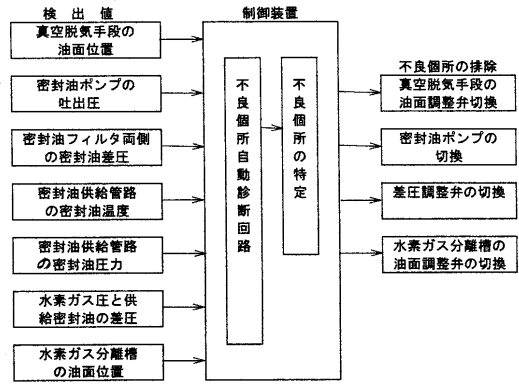 検出値
真空脱気手段の
油面位置
密封油ポンプの
吐出圧
密封油フィルタ両側
の密封油差圧
密封油供給管路
の密封油温度
密封油供給管路
の密封油圧力
水素ガス圧と供
給密封油の差圧
水素ガス分離槽
の油面位置
制御装置
不良個所自動診断回路
不良個所の特定
不良個所の排除
真空脱気手段の
油面調整弁切換
密封油ポンプの
切換
差圧調整弁の切換
水素ガス分離槽の
油面調整弁の切換